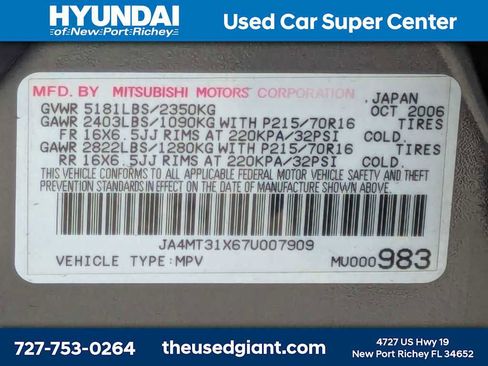 HYUNDAI
of New Port Richey
Used Car Super Center
MFD. BY MITSUBISHI MOTORS CORPORATION JAPAN
GVWR 5181LBS/2350KG OCT 2006
GAWR 2403LBS/1090KG WITH P215/70R16 TIRES
FR 16X6.5JJ RIMS AT 220KPA/32PSI COLD.
GAWR 2822LBS/1280KG WITH P215/70R16 TIRES
RR 16X6.5JJ RIMS AT 220KPA/32PSI COLD.
THIS VEHICLE CONFORMS TO ALL APPLICABLE FEDERAL MOTOR VEHICLE SAFETY, BUMPER, AND THEFT
PREVENTION STANDARDS IN EFFECT ON THE DATE OF MANUFACTURE SHOWN ABOVE.
JA4MT31X67U007909
VEHICLE TYPE:MPV MU000983
727-753-0264
theusedgiant.com
4727 US Hwy 19
New Port Richey FL 34652